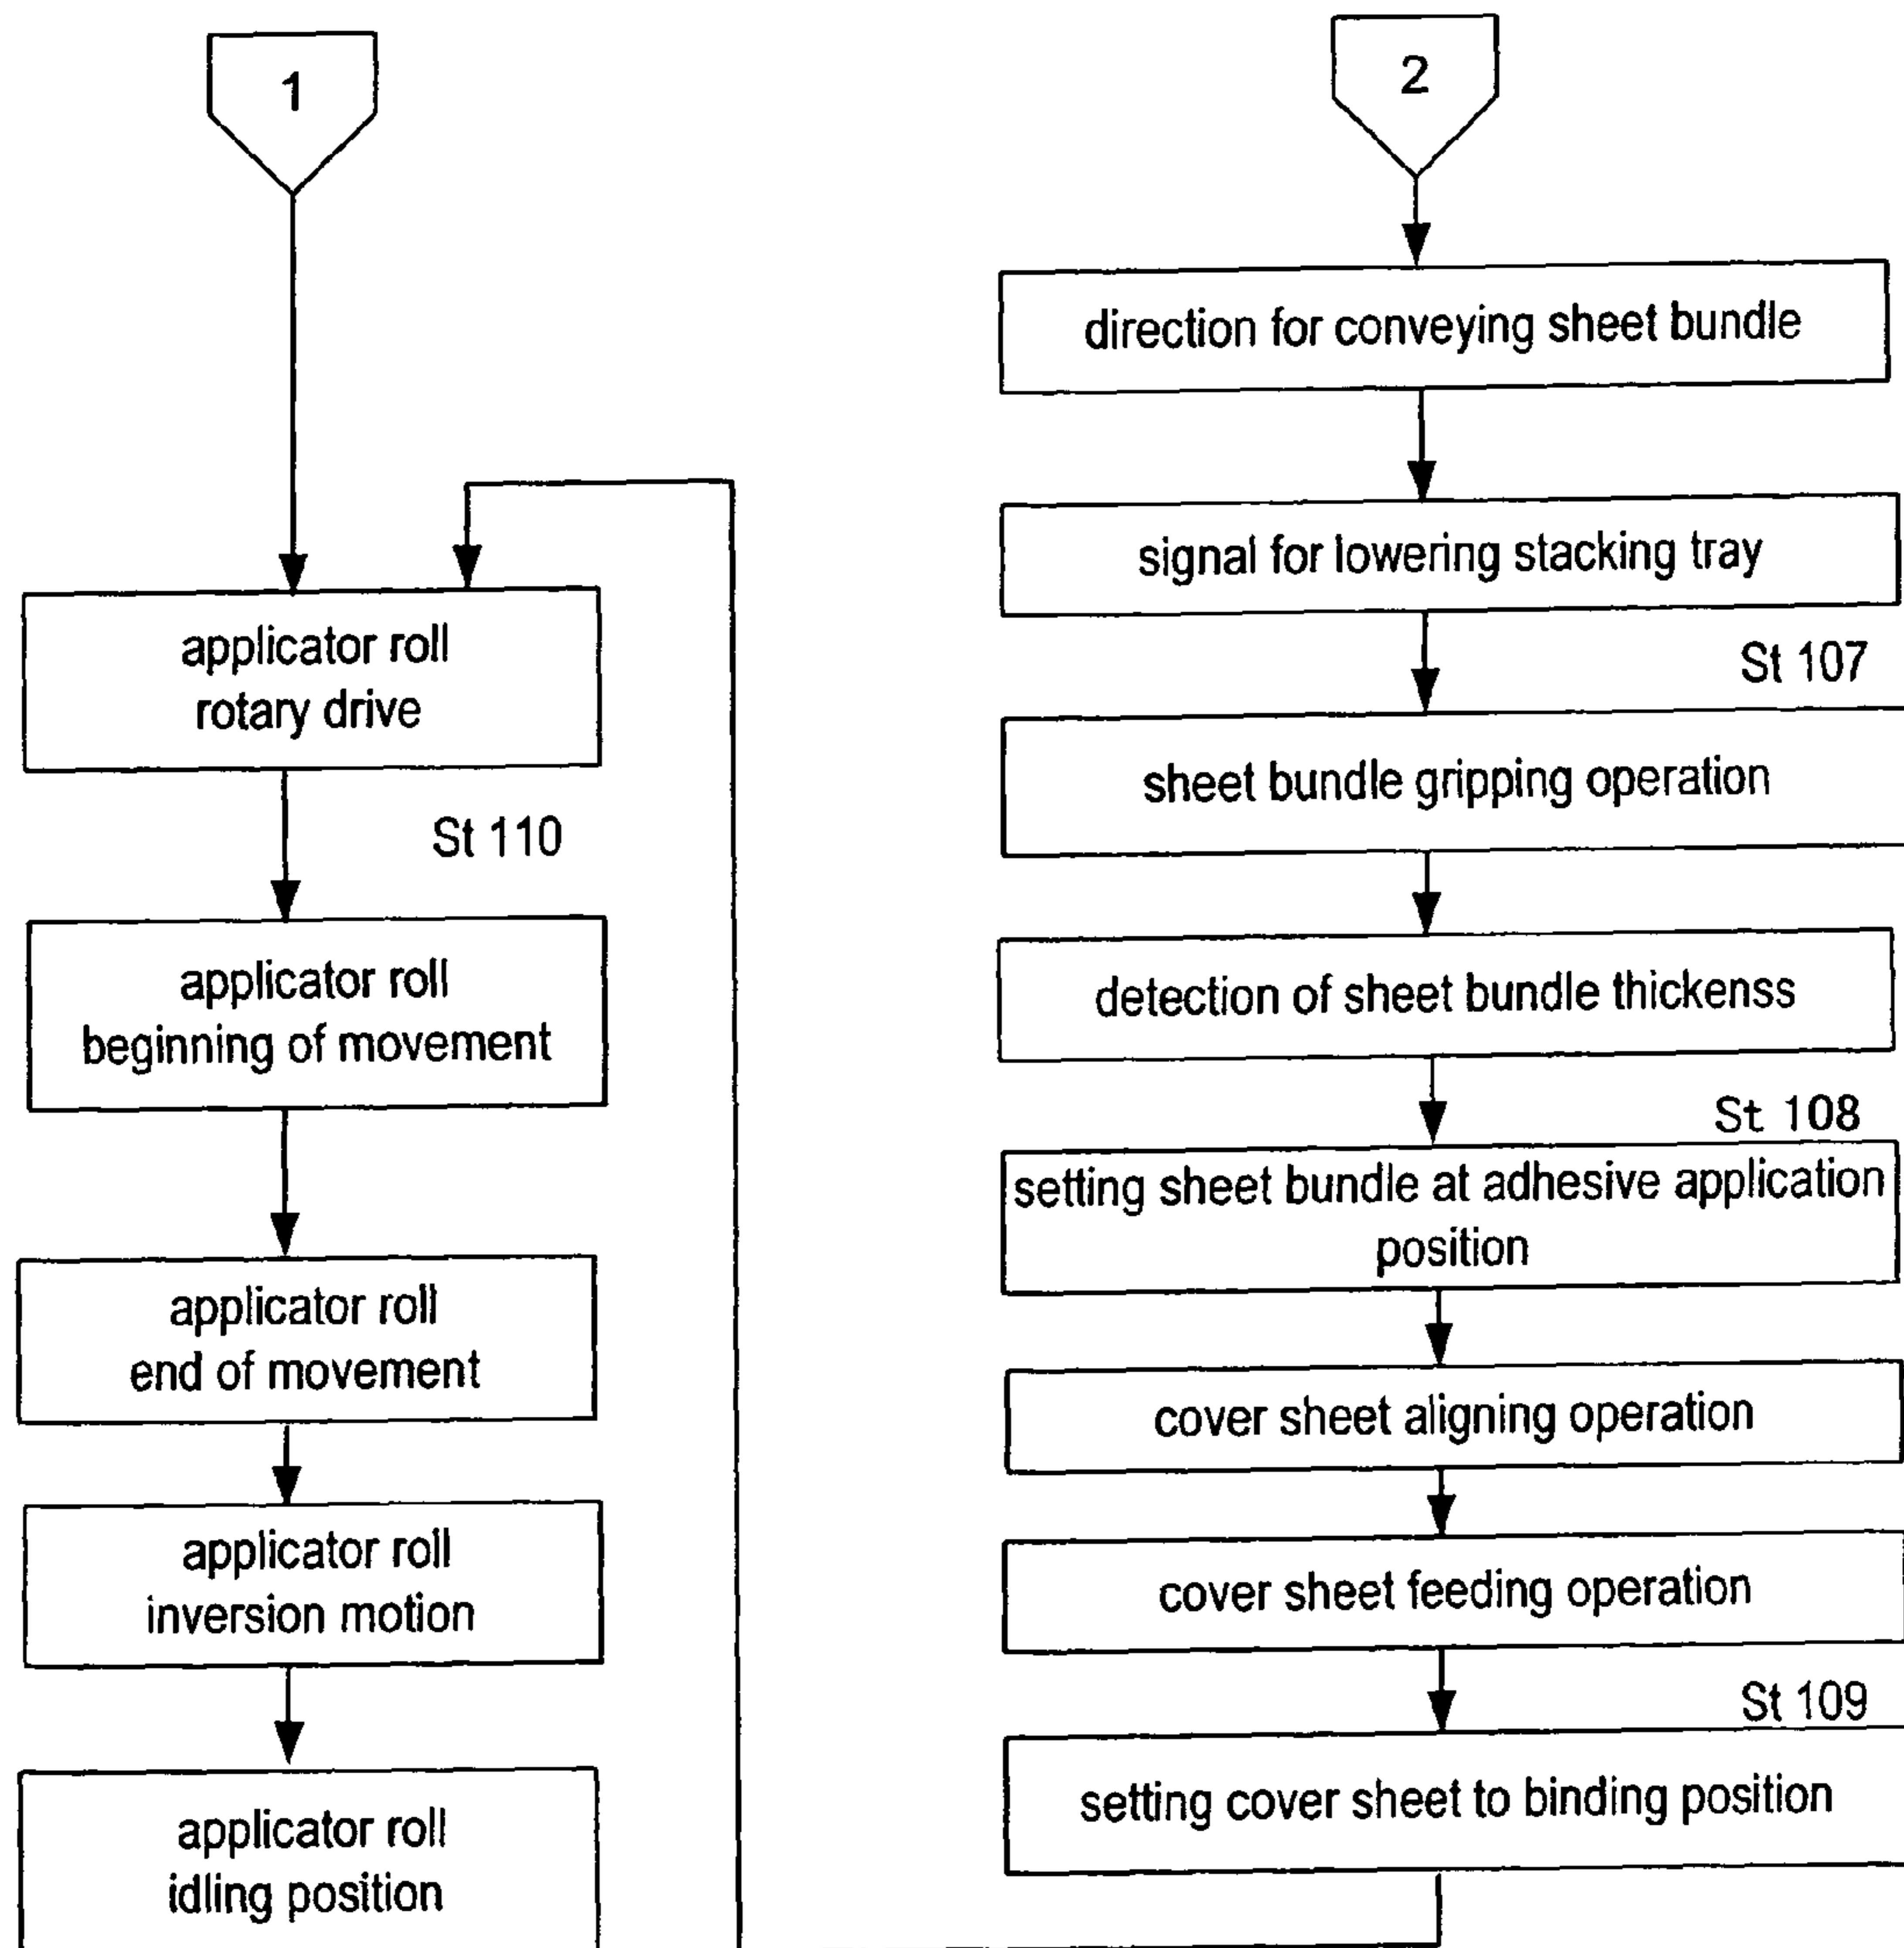 1
applicator roll
rotary drive
St 110
applicator roll
beginning of movement
applicator roll
end of movement
applicator roll
inversion motion
applicator roll
idling position
2
direction for conveying sheet bundle
signal for lowering stacking tray
St 107
sheet bundle gripping operation
detection of sheet bundle thickenss
St 108
setting sheet bundle at adhesive application
position
cover sheet aligning operation
cover sheet feeding operation
St 109
setting cover sheet to binding position